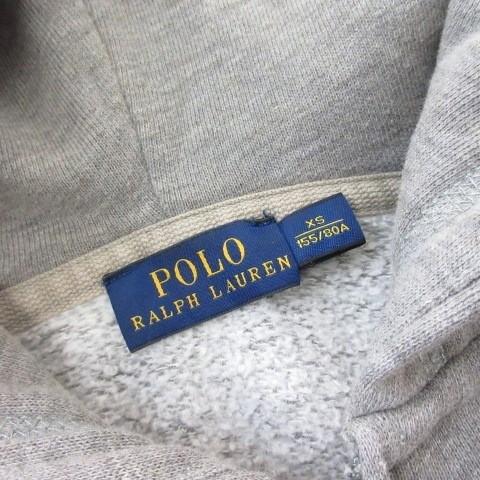 POLO
RALPH LAUREN
XS
155/80A